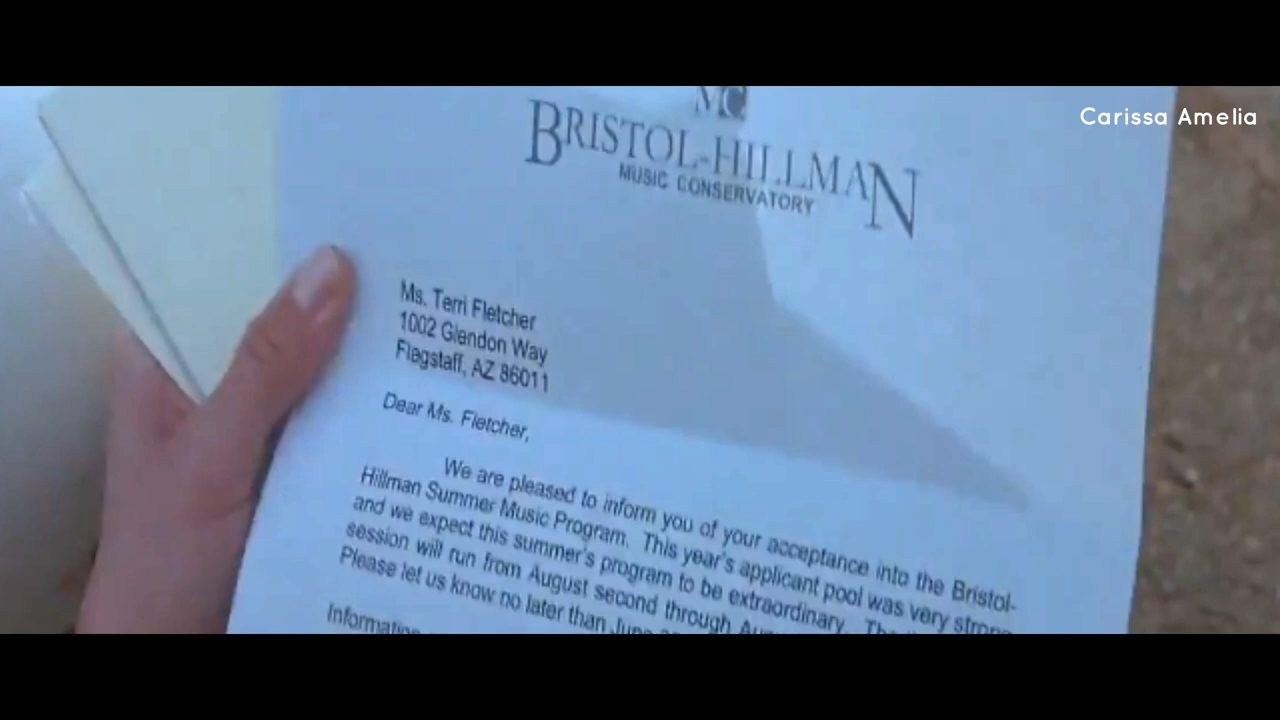 MC
Carissa Amelia
BRISTOL-HILLMAN
MUSIC CONSERVATORY
Ms. Terri Fletcher
1002 Glendon Way
Flagstaff, AZ 86011
Dear Ms. Fletcher,
We are pleased to inform you of your acceptance into the Bristol-
Hillman Summer Music Program. This year's applicant pool was very strong
and we expect this summer's program to be extraordinary. The
session will run from August second through
Please let us know no later than June